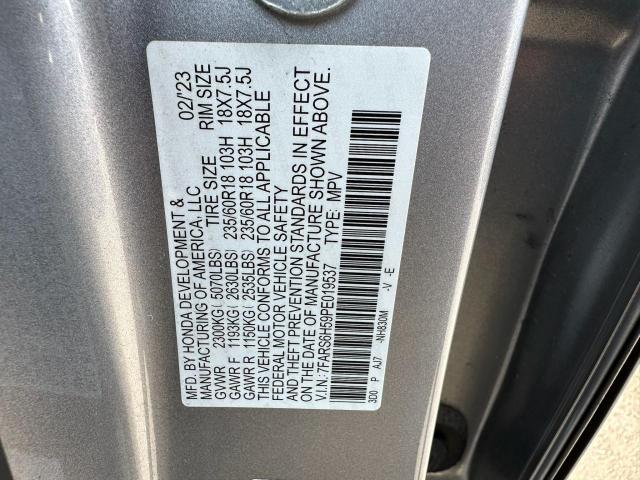 MFD. BY HONDA DEVELOPMENT & 02/'23
MANUFACTURING OF AMERICA, LLC
TIRE SIZE RIM SIZE
GVWR 2300KG( 5070LBS)
GAWR F 1193KG( 2630LBS) 235/60R18 103H 18X7.5J
GAWR R 1150KG( 2535LBS) 235/60R18 103H 18X7.5J
THIS VEHICLE CONFORMS TO ALL APPLICABLE
FEDERAL MOTOR VEHICLE SAFETY
AND THEFT PREVENTION STANDARDS IN EFFECT
ON THE DATE OF MANUFACTURE SHOWN ABOVE.
V.I.N: 7FARS6H59PE019537 TYPE: MPV
3D0 P AJ7 -NH830M -V -E